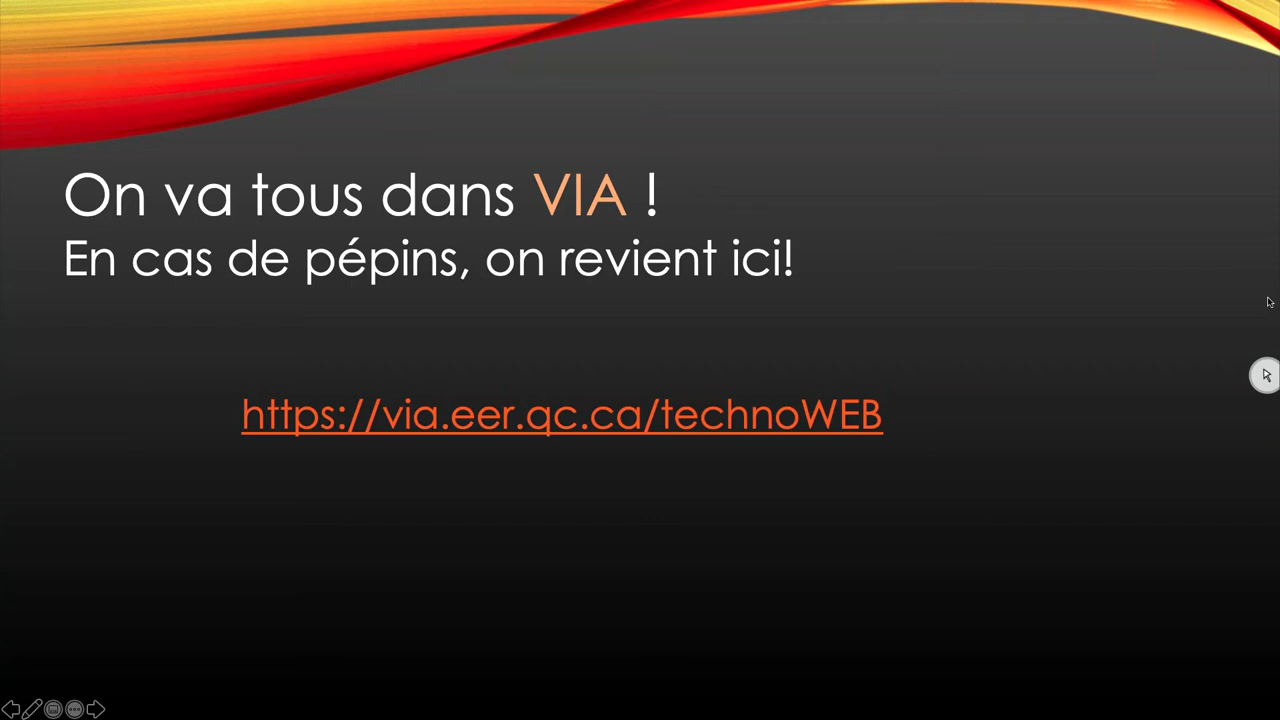 On va tous dans VIA !
En cas de pépins, on revient ici!
https://via.eer.qc.ca/technoWEB